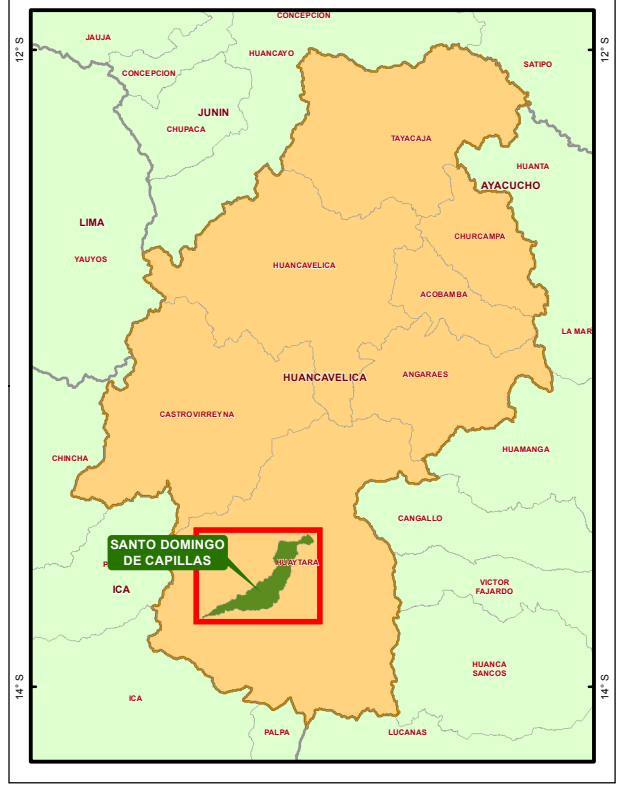 CONCEPCION
JAUJA
HUANCAYO
12° S
12° S
SATIPO
CONCEPCION
JUNIN
CHUPACA
TAYACAJA
HUANTA
AYACUCHO
LIMA
CHURCAMPA
YAUYOS
HUANCAVELICA
ACOBAMBA
LA MAR
HUANCAVELICA
ANGARAES
CASTROVIRREYNA
HUAMANGA
CHINCHA
CANGALLO
SANTO DOMINGO
DE CAPILLAS
P
HUAYTARA
ICA
VICTOR
FAJARDO
HUANCA
SANCOS
14° S
14° S
ICA
PALPA
LUCANAS